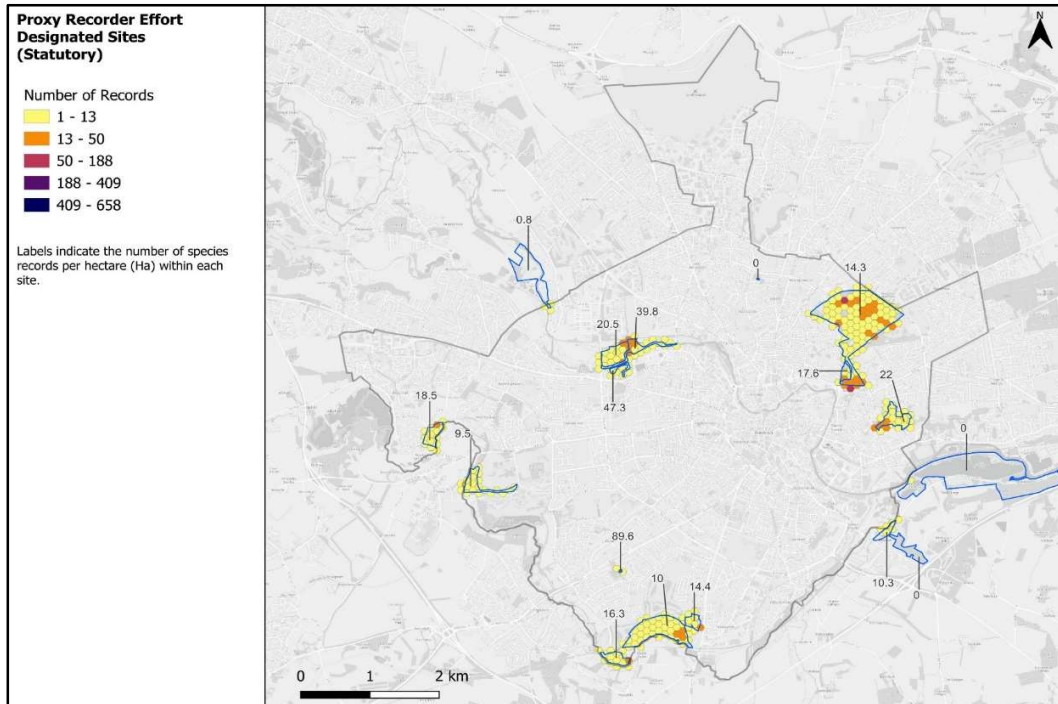 Proxy Recorder Effort
Designated Sites
(Statutory)
Number of Records
1 - 13
13 - 50
50 - 188
188 - 409
409 - 658
Labels indicate the number of species
records per hectare (Ha) within each
site.
N
0.8
0
14.3
39.8
20.5
17.6
47.3
22
18.5
9.5
0
89.6
10.3
0
10
14.4
16.3
0 1 2 km